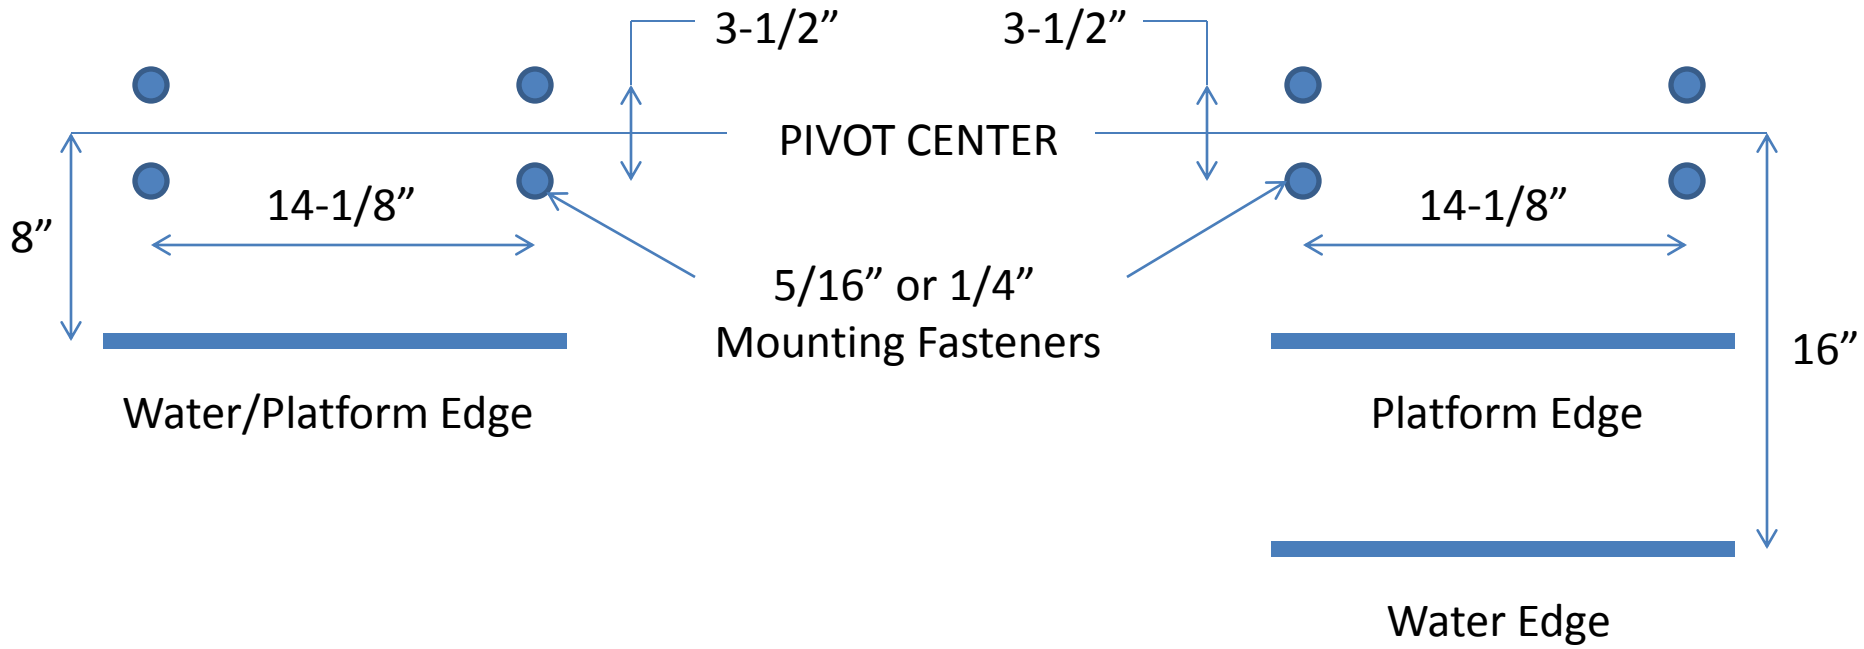 3-1/2”
3-1/2”
PIVOT CENTER
14-1/8”
14-1/8”
8”
5/16” or 1/4”
Mounting Fasteners
16”
Water/Platform Edge
Platform Edge
Water Edge